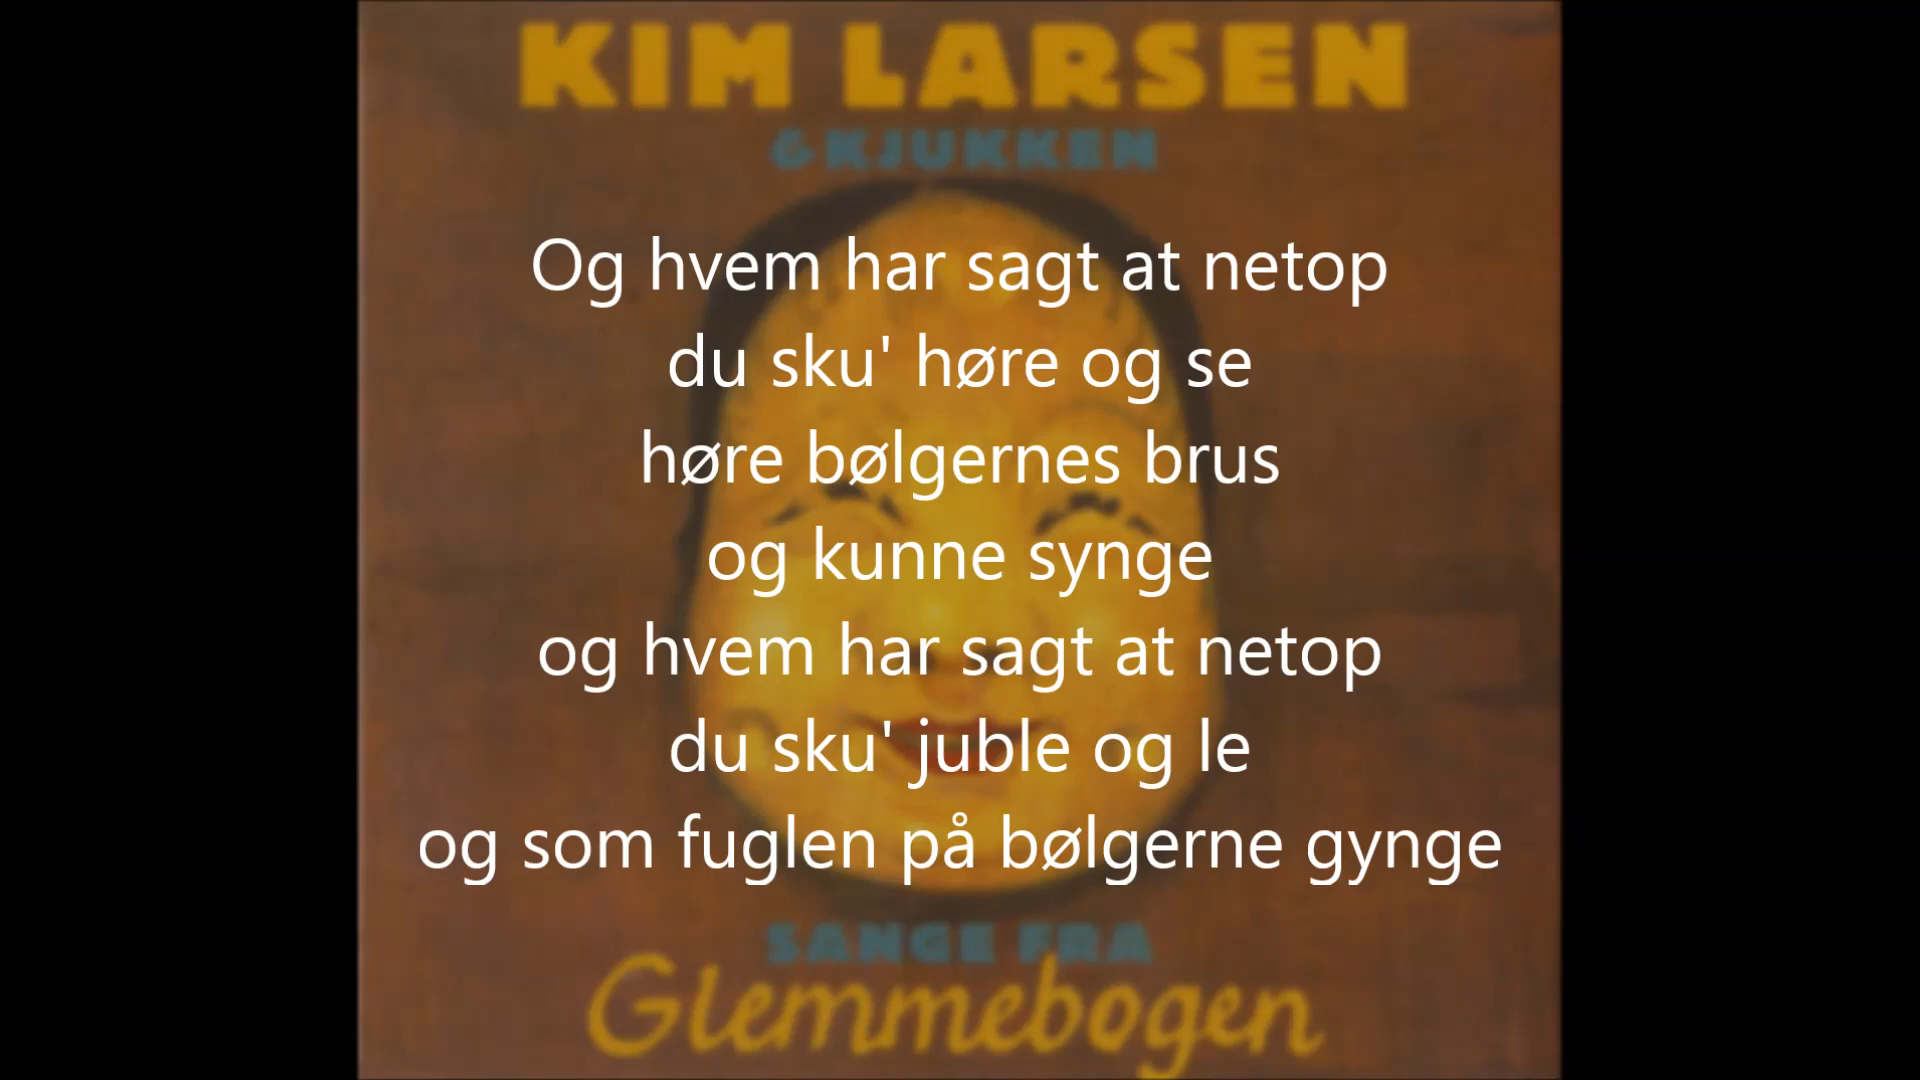 KIM LARSEN
& KJUKKEN
Og hvem har sagt at netop
du sku' høre og se
høre bølgernes brus
og kunne synge
og hvem har sagt at netop
du sku' juble og le
og som fuglen på bølgerne gynge
SANGE FRA
Glemmebogen